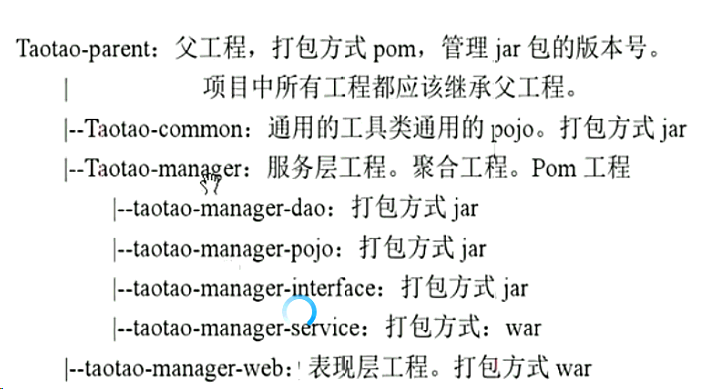 Taotao-parent：父工程，打包方式 pom，管理 jar 包的版本号。
| 项目中所有工程都应该继承父工程。
|--Taotao-common：通用的工具类通用的 pojo。打包方式 jar
|--Taotao-manager：服务层工程。聚合工程。Pom 工程
|--taotao-manager-dao：打包方式 jar
|--taotao-manager-pojo：打包方式 jar
|--taotao-manager-interface：打包方式 jar
|--taotao-manager-service：打包方式：war
|--taotao-manager-web：表现层工程。打包方式 war